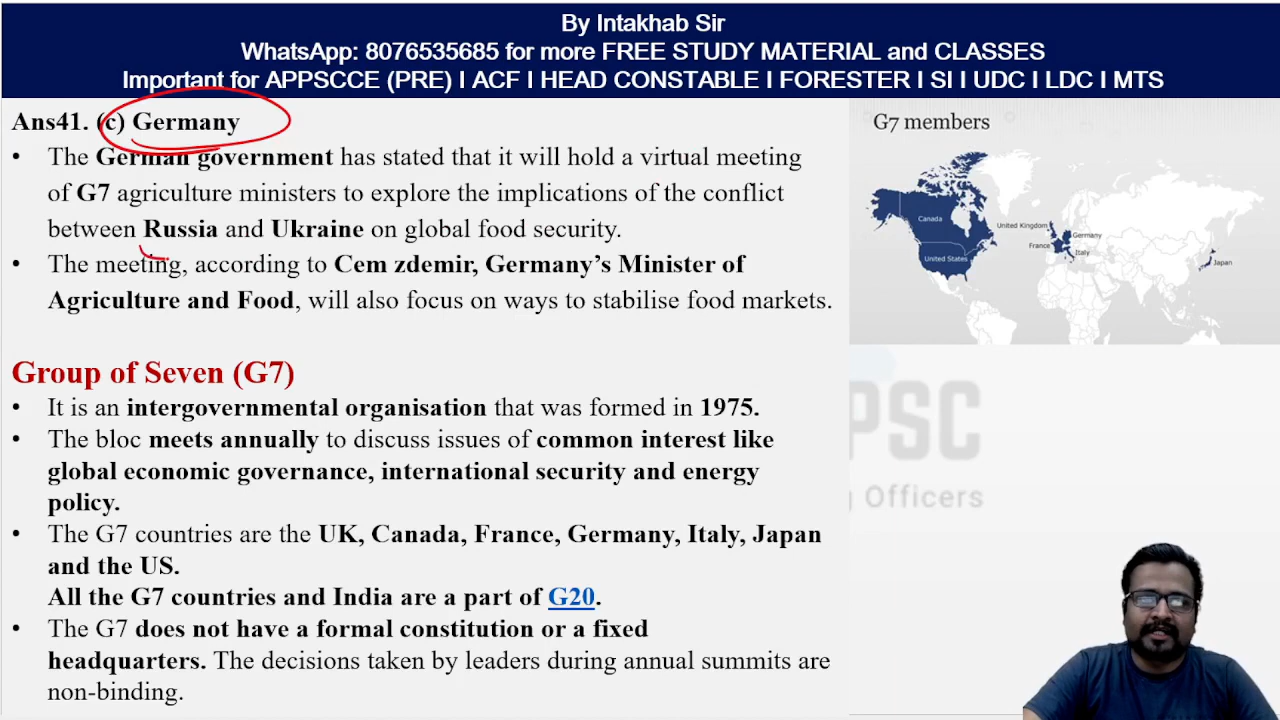 By Intakhab Sir
WhatsApp: 8076535685 for more FREE STUDY MATERIAL and CLASSES
Important for APPSCCE (PRE) I ACF I HEAD CONSTABLE I FORESTER I SI I UDC I LDC I MTS
Ans41. (c) Germany
• The German government has stated that it will hold a virtual meeting
of G7 agriculture ministers to explore the implications of the conflict
between Russia and Ukraine on global food security.
• The meeting, according to Cem zdemir, Germany’s Minister of
Agriculture and Food, will also focus on ways to stabilise food markets.
Group of Seven (G7)
• It is an intergovernmental organisation that was formed in 1975.
• The bloc meets annually to discuss issues of common interest like
global economic governance, international security and energy
policy.
• The G7 countries are the UK, Canada, France, Germany, Italy, Japan
and the US.
All the G7 countries and India are a part of G20.
• The G7 does not have a formal constitution or a fixed
headquarters. The decisions taken by leaders during annual summits are
non-binding.
G7 members
Canada
United States
United Kingdom
France
Germany
Italy
Japan
PSC
g Officers